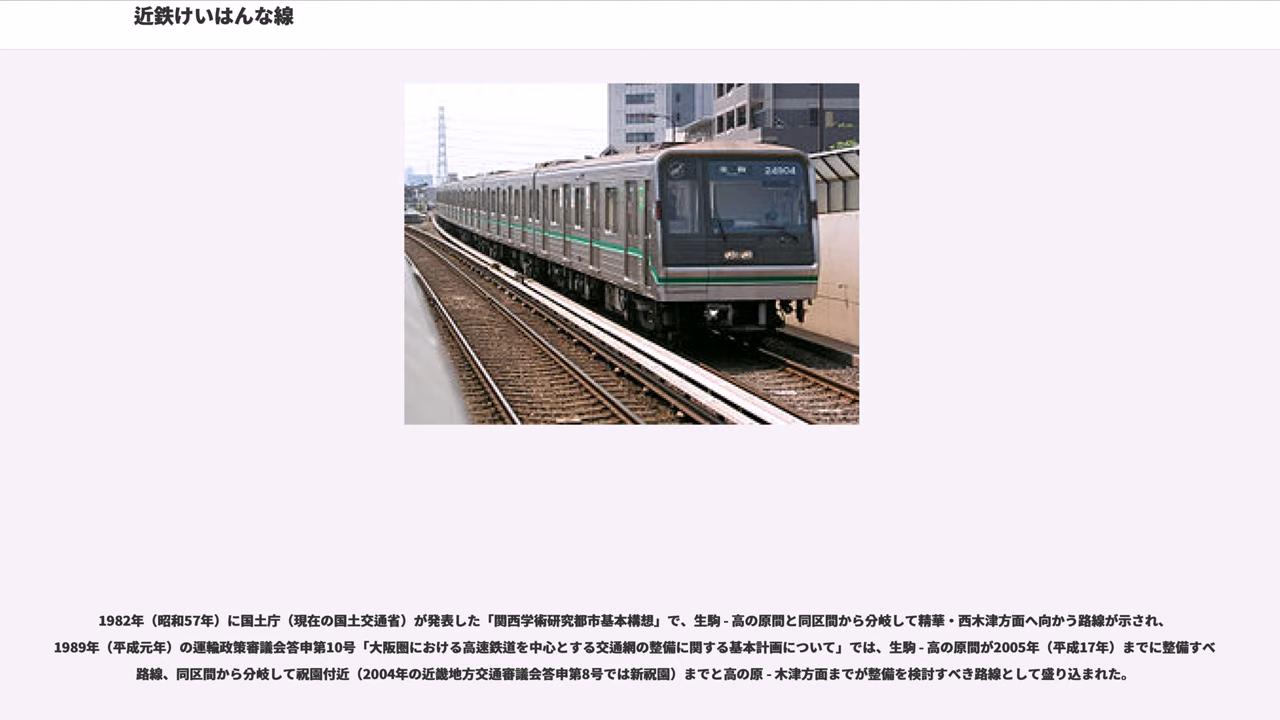 近鉄けいはんな線
24904
1982年（昭和57年）に国土庁（現在の国土交通省）が発表した「関西学術研究都市基本構想」で、生駒 - 高の原間と同区間から分岐して精華・西木津方面へ向かう路線が示され、
1989年（平成元年）の運輸政策審議会答申第10号「大阪圏における高速鉄道を中心とする交通網の整備に関する基本計画について」では、生駒 - 高の原間が2005年（平成17年）までに整備すべ
路線、同区間から分岐して祝園付近（2004年の近畿地方交通審議会答申第8号では新祝園）までと高の原 - 木津方面までが整備を検討すべき路線として盛り込まれた。